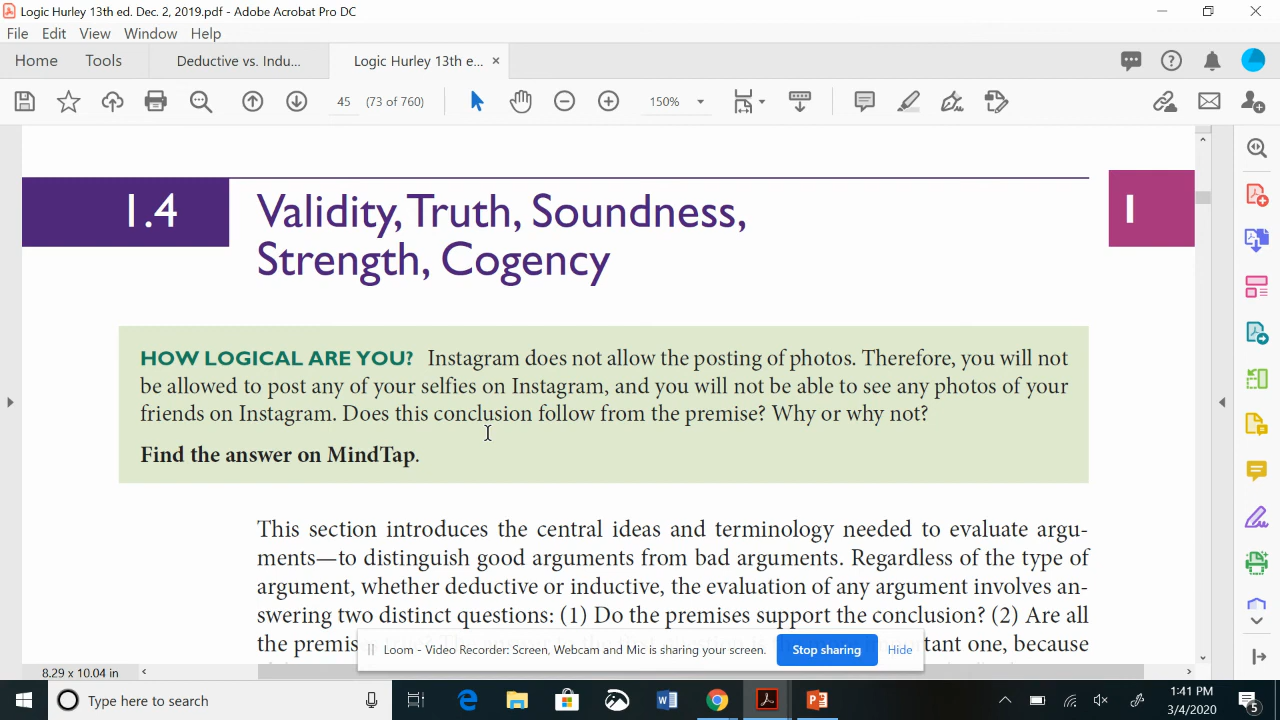 Logic Hurley 13th ed. Dec. 2, 2019.pdf - Adobe Acrobat Pro DC
File Edit View Window Help
Home Tools Deductive vs. Indu... Logic Hurley 13th e... ×
45 (73 of 760) 150%
1.4 Validity, Truth, Soundness, I
Strength, Cogency
HOW LOGICAL ARE YOU? Instagram does not allow the posting of photos. Therefore, you will not
be allowed to post any of your selfies on Instagram, and you will not be able to see any photos of your
friends on Instagram. Does this conclusion follow from the premise? Why or why not?
Find the answer on MindTap.
This section introduces the central ideas and terminology needed to evaluate argu-
ments—to distinguish good arguments from bad arguments. Regardless of the type of
argument, whether deductive or inductive, the evaluation of any argument involves an-
swering two distinct questions: (1) Do the premises support the conclusion? (2) Are all
the premis tant one, because
Loom - Video Recorder: Screen, Webcam and Mic is sharing your screen. Stop sharing Hide
8.29 x 10.04 in
Type here to search
1:41 PM
3/4/2020
5